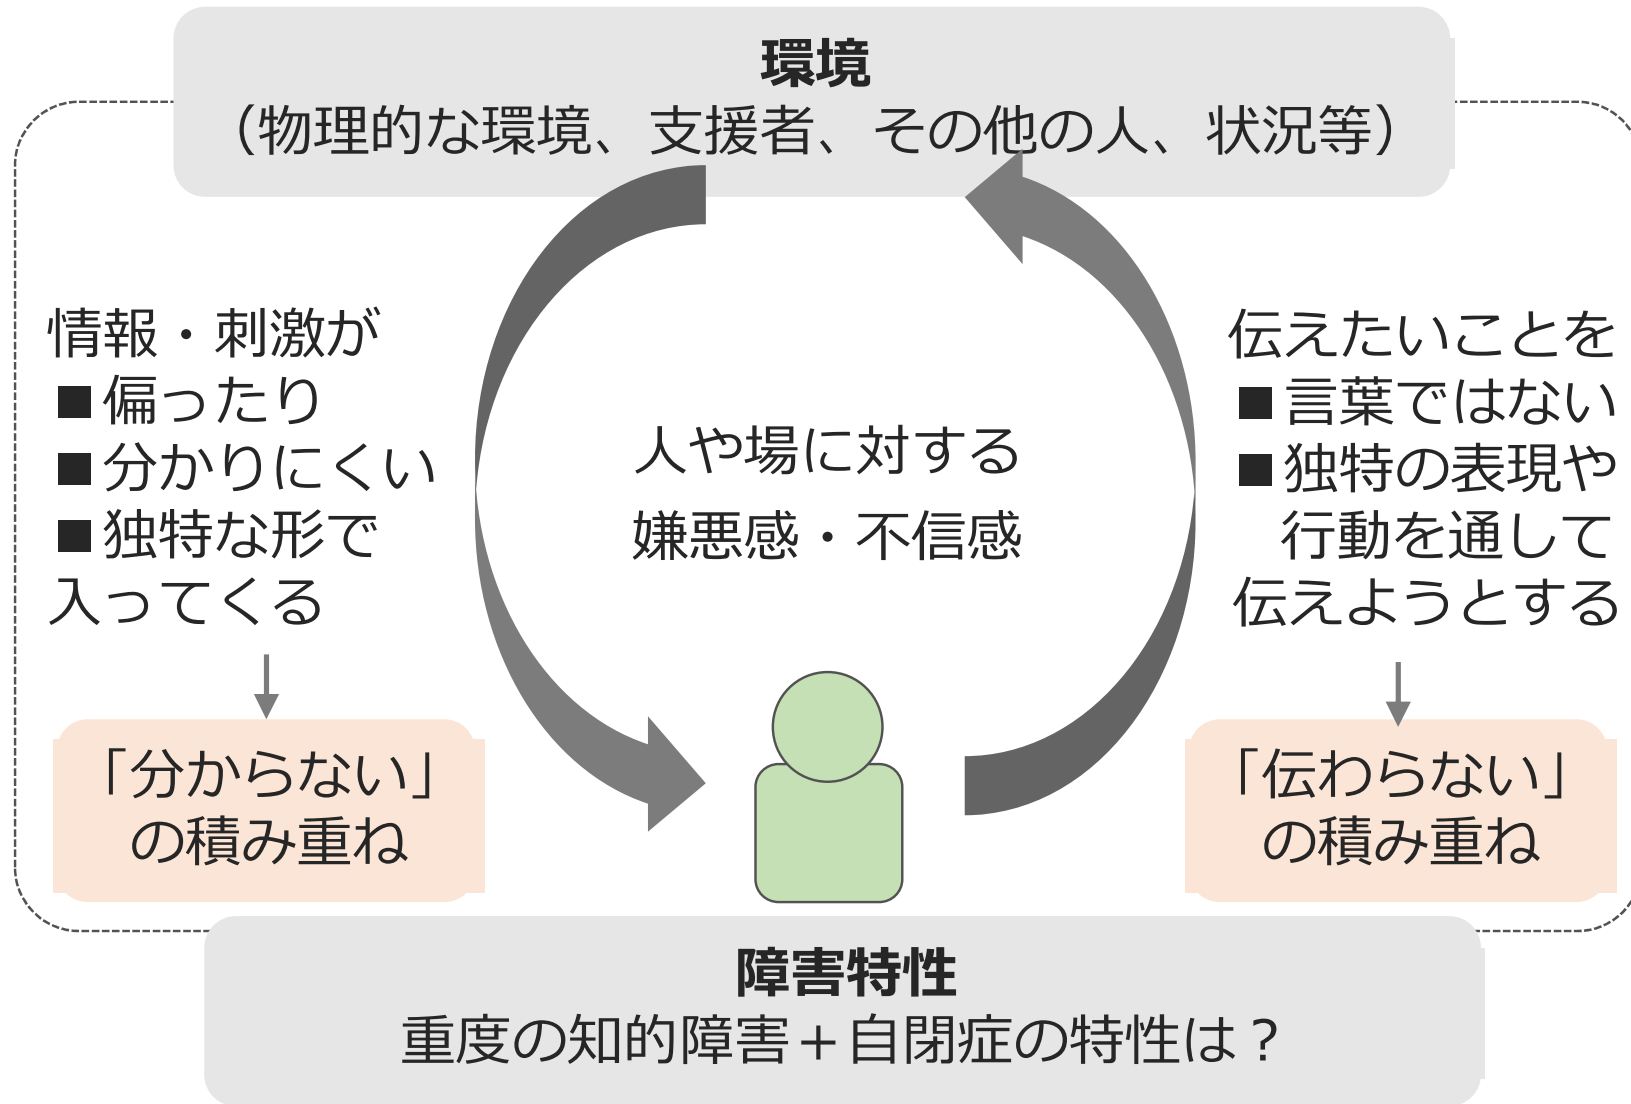 環境
（物理的な環境、支援者、その他の人、状況等）
情報・刺激が
■偏ったり
■分かりにくい
■独特な形で
入ってくる
「分からない」
の積み重ね
人や場に対する
嫌悪感・不信感
伝えたいことを
■言葉ではない
■独特の表現や
行動を通して
伝えようとする
「伝わらない」
の積み重ね
障害特性
重度の知的障害＋自閉症の特性は？